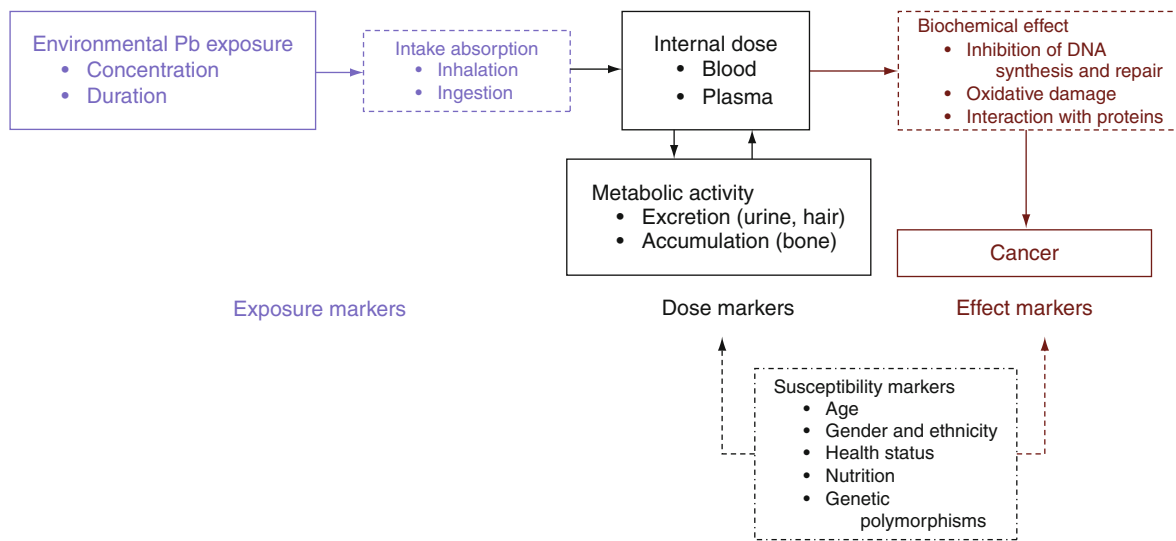 Environmental Pb exposure
• Concentration
• Duration
Intake absorption
• Inhalation
• Ingestion
Internal dose
• Blood
• Plasma
Biochemical effect
• Inhibition of DNA
synthesis and repair
• Oxidative damage
• Interaction with proteins
Metabolic activity
• Excretion (urine, hair)
• Accumulation (bone)
Cancer
Exposure markers
Dose markers
Effect markers
Susceptibility markers
• Age
• Gender and ethnicity
• Health status
• Nutrition
• Genetic
polymorphisms